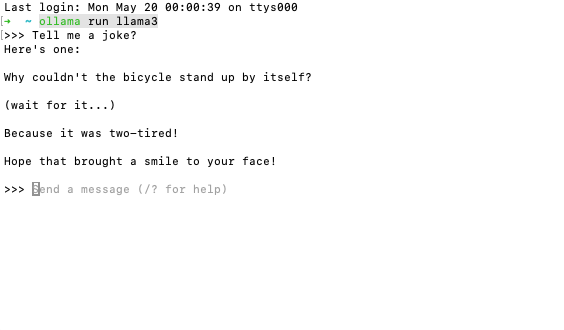 Last login: Mon May 20 00:00:39 on ttys000
➜  ~ ollama run llama3
>>> Tell me a joke?
Here's one:
Why couldn't the bicycle stand up by itself?
(wait for it...)
Because it was two-tired!
Hope that brought a smile to your face!
>>> Send a message (/? for help)